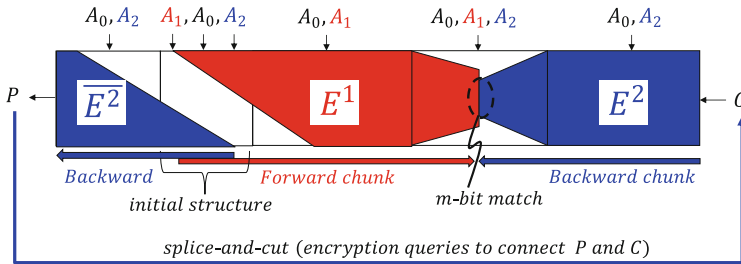 A₀, A₂ A₁, A₀, A₂ A₀, A₁ A₀, A₁, A₂ A₀, A₂
P E² E¹ E² C
Backward Forward chunk Backward chunk
initial structure m-bit match
splice-and-cut (encryption queries to connect P and C)